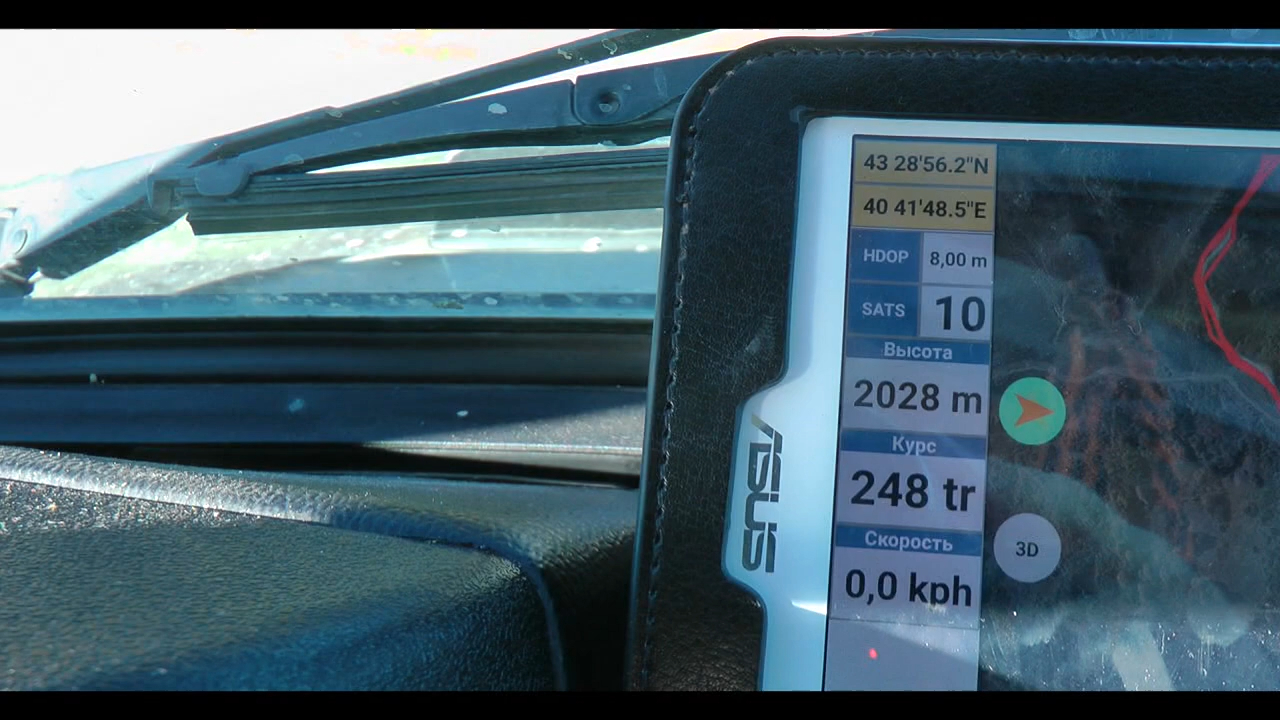 43 28'56.2"N
40 41'48.5"E
HDOP 8,00 m
SATS 10
Высота
2028 m
Курс
248 tr
Скорость
0,0 kph
3D
ASUS